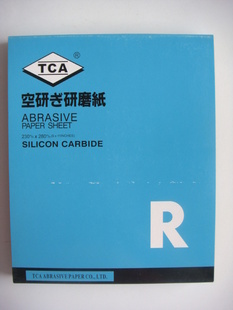 TCA ®
空研ぎ研磨紙
ABRASIVE
PAPER SHEET
SILICON CARBIDE
R
TCA ABRASIVE PAPER CO., LTD.